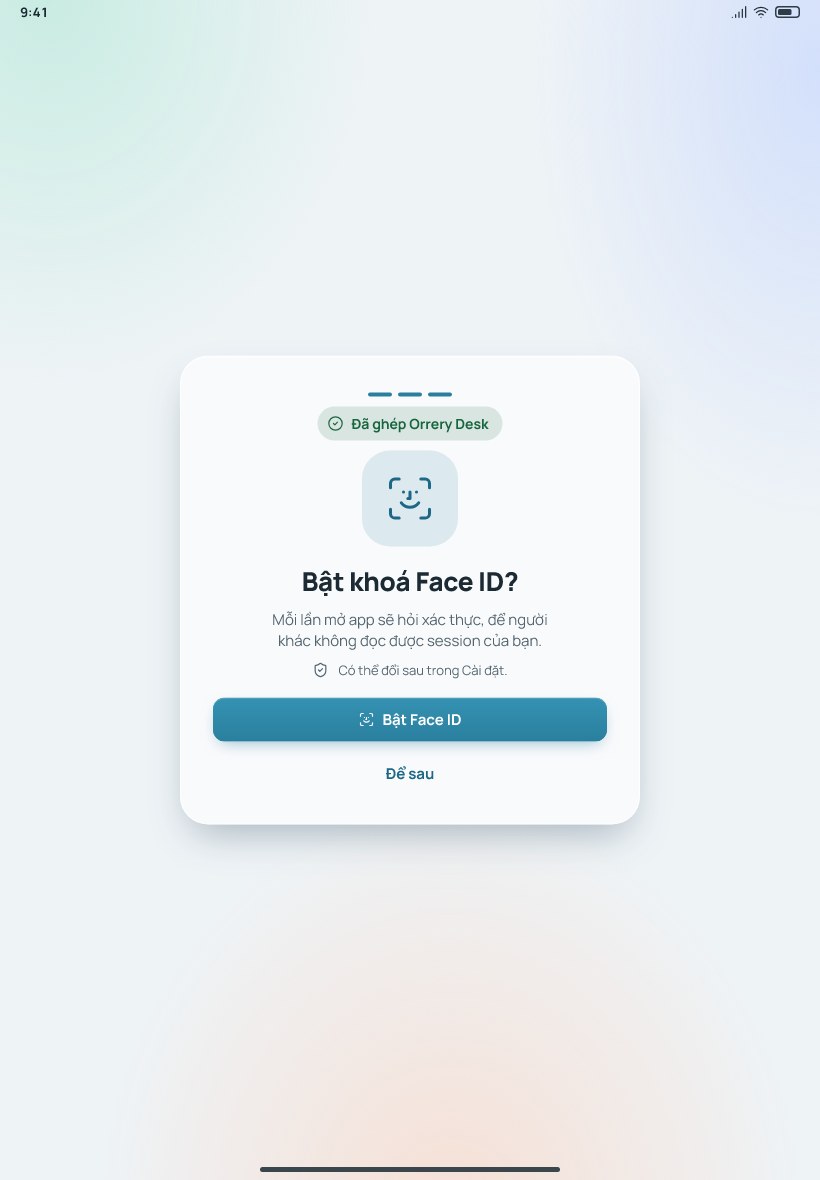 9:41
Đã ghép Orrery Desk
Bật khoá Face ID?
Mỗi lần mở app sẽ hỏi xác thực, để người
khác không đọc được session của bạn.
Có thể đổi sau trong Cài đặt.
Bật Face ID
Để sau